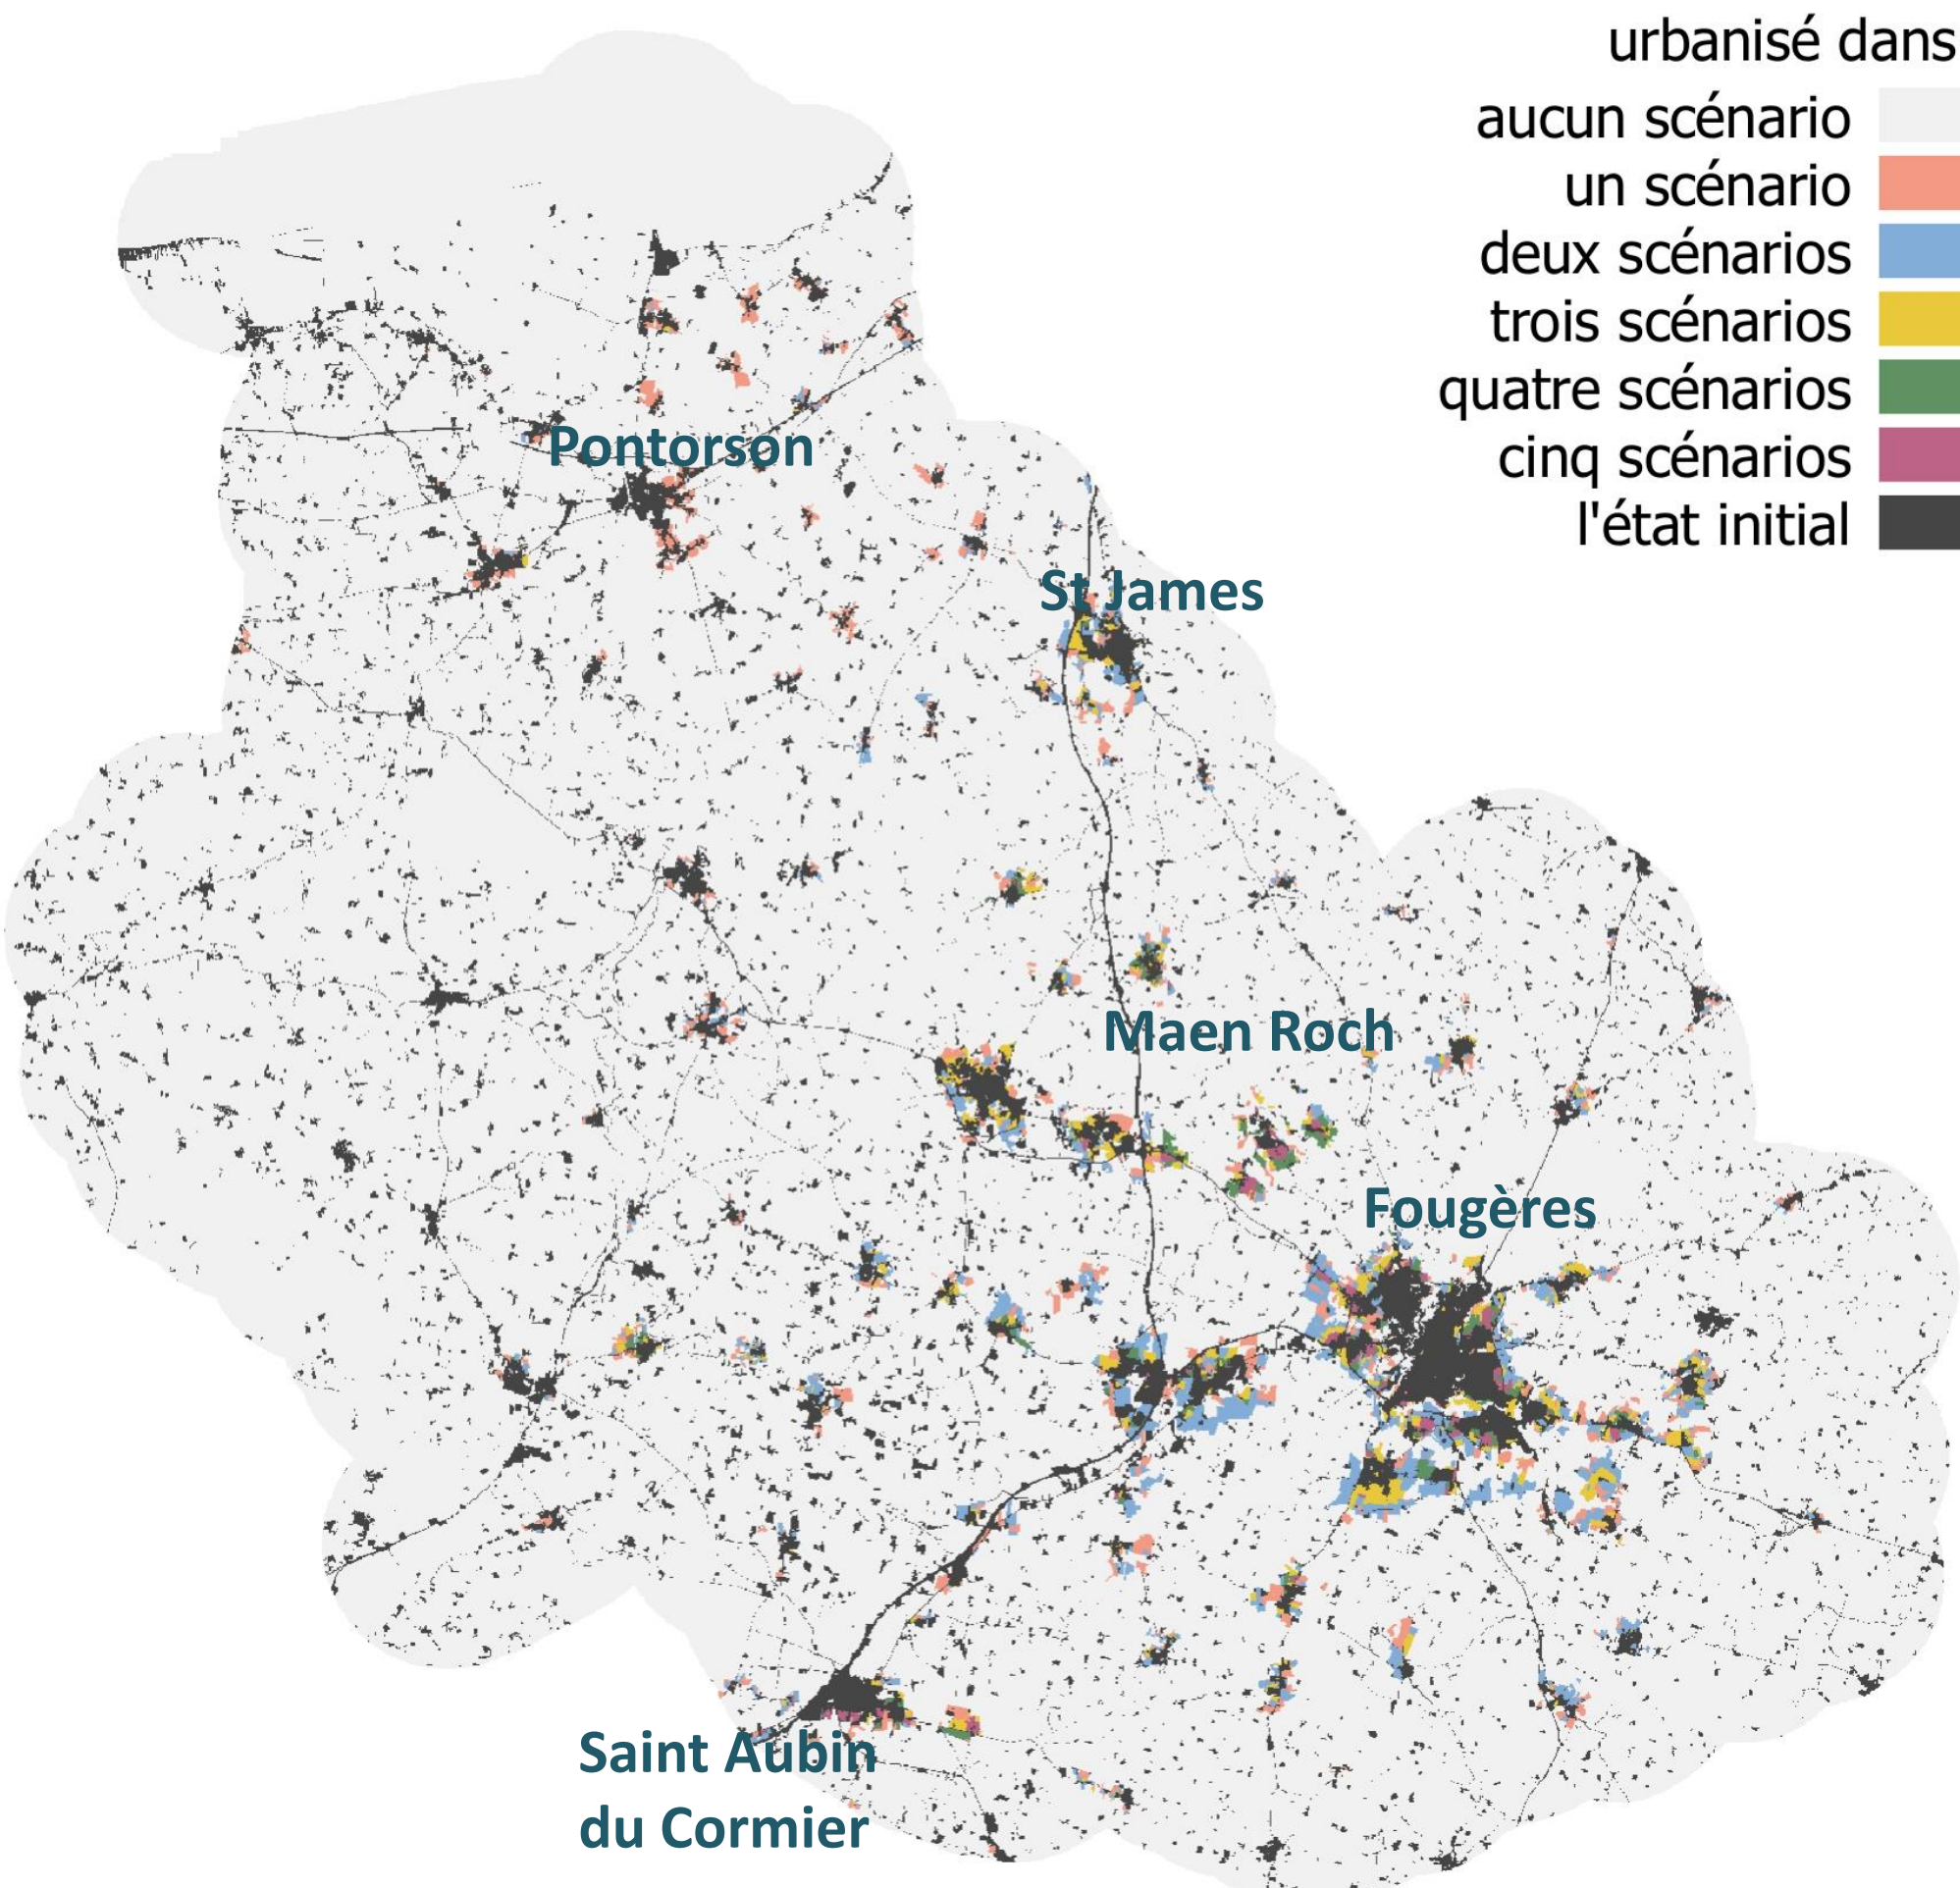 urbanisé dans
aucun scénario
un scénario
deux scénarios
trois scénarios
quatre scénarios
cinq scénarios
l'état initial
Pontorson
St James
Maen Roch
Fougères
Saint Aubin
du Cormier